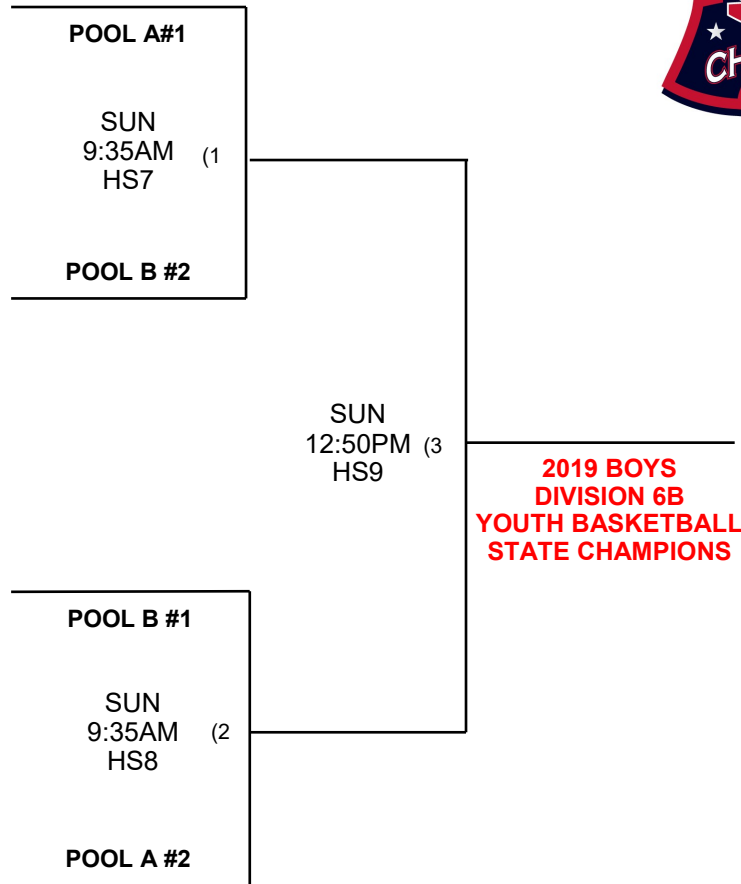 POOL A#1
SUN
9:35AM (1
HS7
POOL B #2
SUN
12:50PM (3
HS9
2019 BOYS
DIVISION 6B
YOUTH BASKETBALL
STATE CHAMPIONS
POOL B #1
SUN
9:35AM (2
HS8
POOL A #2